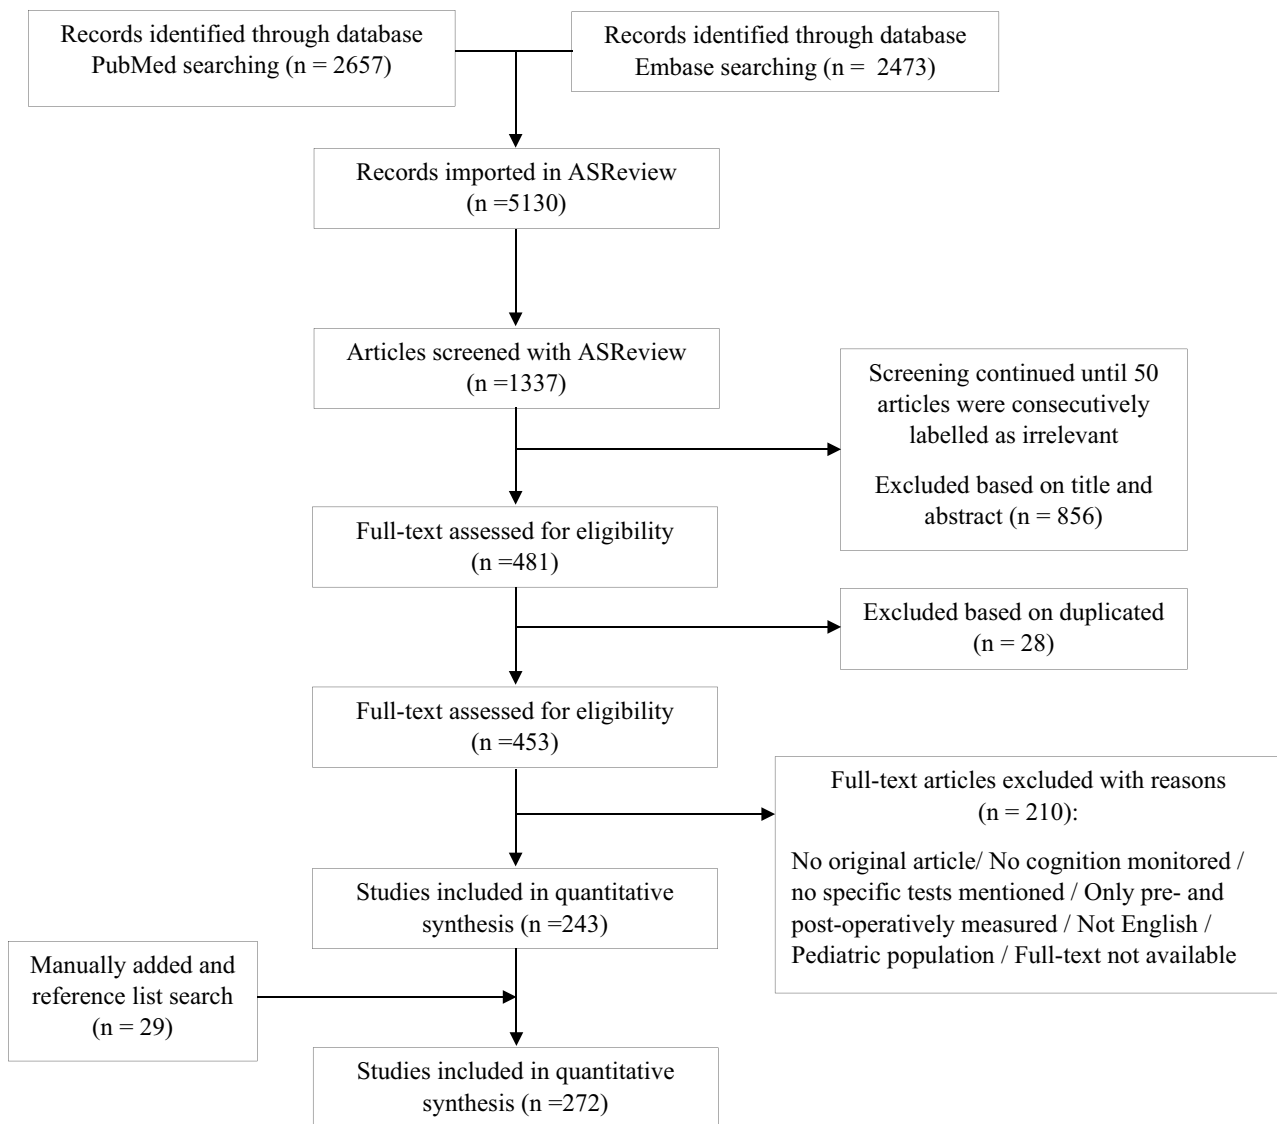 Records identified through database
PubMed searching (n = 2657)
Records identified through database
Embase searching (n =  2473)
Records imported in ASReview
(n =5130)
Articles screened with ASReview
(n =1337)
Screening continued until 50
articles were consecutively
labelled as irrelevant
Excluded based on title and
abstract (n = 856)
Full-text assessed for eligibility
(n =481)
Excluded based on duplicated
(n = 28)
Full-text assessed for eligibility
(n =453)
Full-text articles excluded with reasons
(n = 210):
No original article/ No cognition monitored /
no specific tests mentioned / Only pre- and
post-operatively measured / Not English /
Pediatric population / Full-text not available
Studies included in quantitative
synthesis (n =243)
Manually added and
reference list search
(n = 29)
Studies included in quantitative
synthesis (n =272)